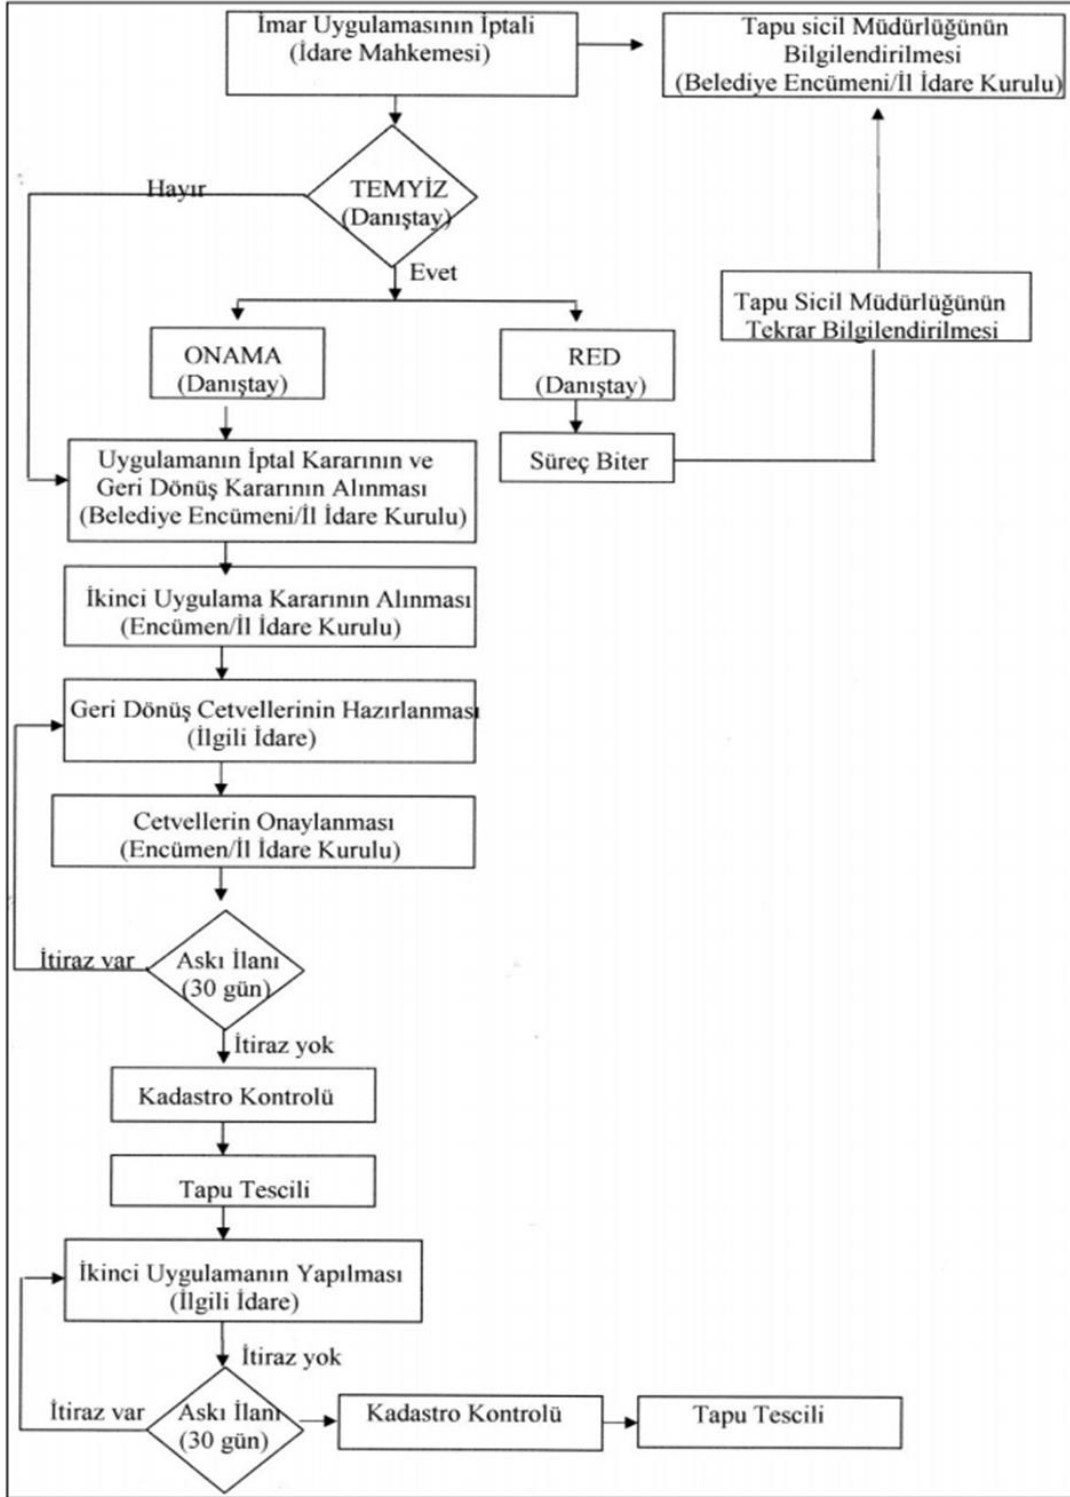 İmar Uygulamasının İptali
(İdare Mahkemesi)
Tapu sicil Müdürlüğünün
Bilgilendirilmesi
(Belediye Encümeni/İl İdare Kurulu)
Hayır
TEMYİZ
(Danıştay)
Evet
Tapu Sicil Müdürlüğünün
Tekrar Bilgilendirilmesi
ONAMA
(Danıştay)
RED
(Danıştay)
Süreç Biter
Uygulamanın İptal Kararının ve
Geri Dönüş Kararının Alınması
(Belediye Encümeni/İl İdare Kurulu)
İkinci Uygulama Kararının Alınması
(Encümen/İl İdare Kurulu)
Geri Dönüş Cetvellerinin Hazırlanması
(İlgili İdare)
Cetvellerin Onaylanması
(Encümen/İl İdare Kurulu)
İtiraz var
Askı İlanı
(30 gün)
İtiraz yok
Kadastro Kontrolü
Tapu Tescili
İkinci Uygulamanın Yapılması
(İlgili İdare)
İtiraz yok
İtiraz var
Askı İlanı
(30 gün)
Kadastro Kontrolü
Tapu Tescili